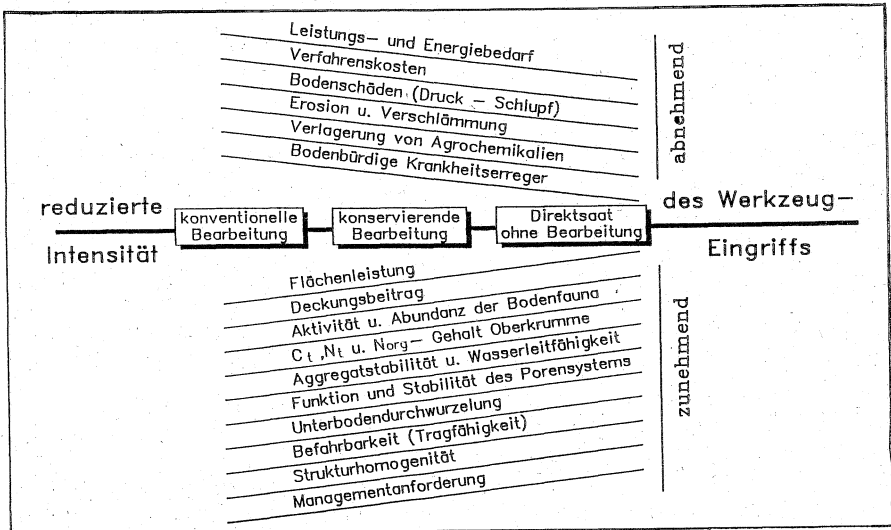 Leistungs- und Energiebedarf
Verfahrenskosten
Bodenschäden (Druck - Schlupf)
Erosion u. Verschlämmung
Verlagerung von Agrochemikalien
Bodenbürdige Krankheitserreger
abnehmend
reduzierte
Intensität
konventionelle
Bearbeitung
konservierende
Bearbeitung
Direktsaat
ohne Bearbeitung
des Werkzeug-
Eingriffs
Flächenleistung
Deckungsbeitrag
Aktivität u. Abundanz der Bodenfauna
Ct ,Nt u. Norg- Gehalt Oberkrumme
Aggregatstabilität u. Wasserleitfähigkeit
Funktion und Stabilität des Porensystems
Unterbodendurchwurzelung
Befahrbarkeit (Tragfähigkeit)
Strukturhomogenität
Managementanforderung
zunehmend